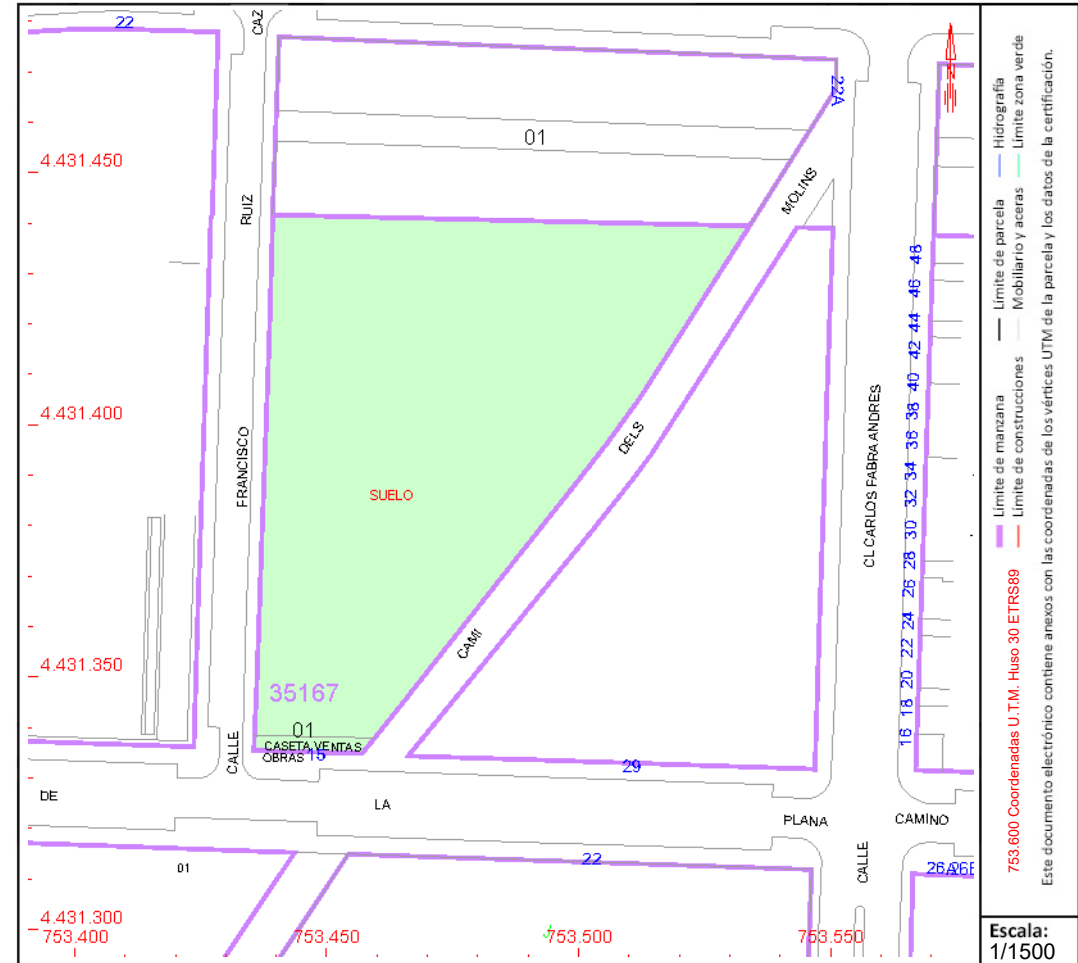 22
CAZ
22A
01
4.431.450
MOLINS
RUIZ
48
46
44
42
40
4.431.400
38
DELS
36
FRANCISCO
34
SUELO
32
CL CARLOS FABRA ANDRES
30
28
26
24
CAMI
22
4.431.350
20
35167
18
01
16
CASETA VENTAS
OBRAS
15
CALLE
29
DE
LA
PLANA
CAMINO
01
22
CALLE
26A
4.431.300
753.400
753.450
753.500
753.550
Hidrografía
Límite zona verde
Límite de parcela
Mobiliario y aceras
Límite de manzana
Límite de construcciones
753.600 Coordenadas U.T.M. Huso 30 ETRS89
Este documento electrónico contiene anexos con las coordenadas de los vértices UTM de la parcela y los datos de la certificación.
Escala:
1/1500